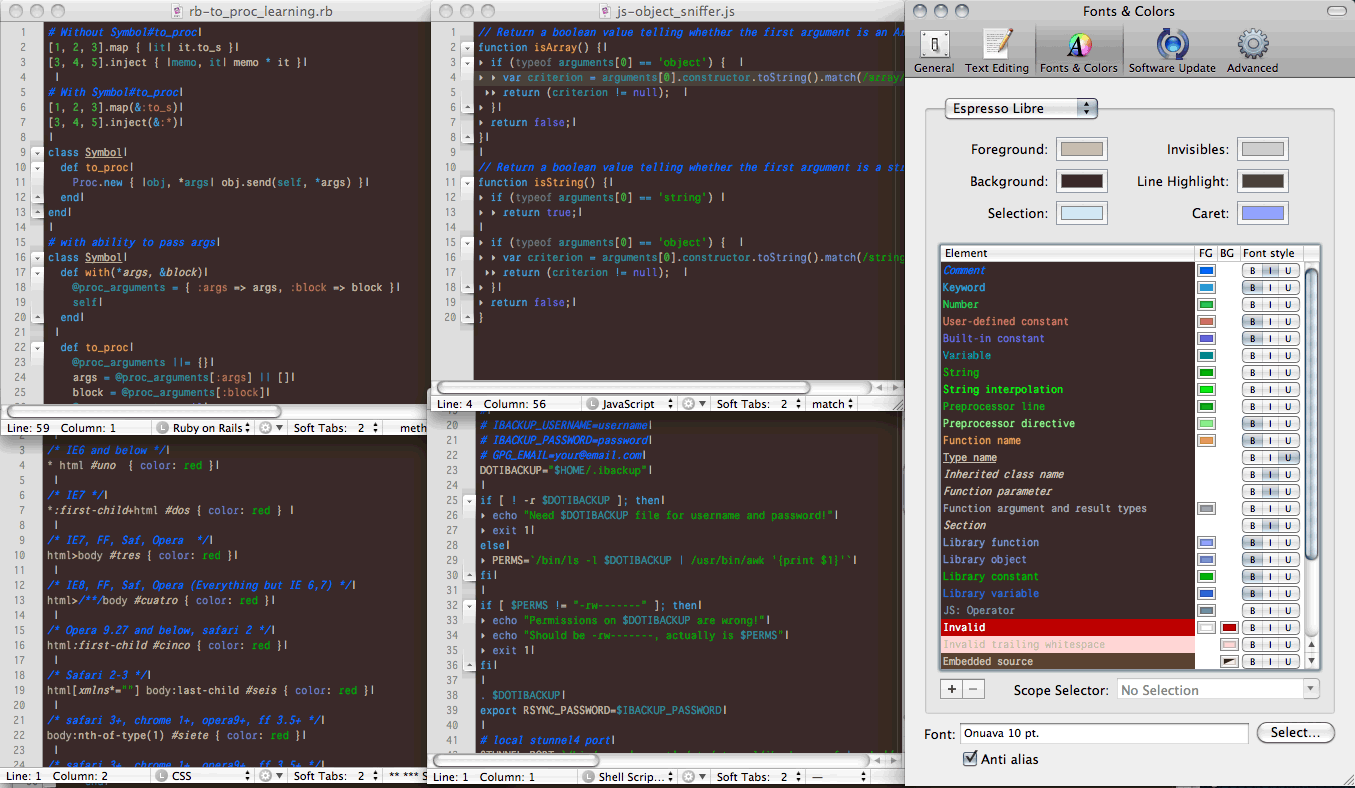 rb-to_proc_learning.rb
1 # Without Symbol#to_proc
2 [1, 2, 3].map { |it| it.to_s }
3 [3, 4, 5].inject { |memo, it| memo * it }
4
5 # With Symbol#to_proc
6 [1, 2, 3].map(&:to_s)
7 [3, 4, 5].inject(&:*)
8
9 class Symbol
10 def to_proc
11 Proc.new { |obj, *args| obj.send(self, *args) }
12 end
13 end
14
15 # with ability to pass args
16 class Symbol
17 def with(*args, &block)
18 @proc_arguments = { :args => args, :block => block }
19 self
20 end
21
22 def to_proc
23 @proc_arguments ||= {}
24 args = @proc_arguments[:args] || []
25 block = @proc_arguments[:block]
Line: 59 Column: 1 L Ruby on Rails Soft Tabs: 2 meth
js-object_sniffer.js
1 // Return a boolean value telling whether the first argument is an Ar
2 function isArray() {
3 if (typeof arguments[0] == 'object') {
4 var criterion = arguments[0].constructor.toString().match(/array/
5 return (criterion != null);
6 }
7 return false;
8 }
9
10 // Return a boolean value telling whether the first argument is a str
11 function isString() {
12 if (typeof arguments[0] == 'string')
13 return true;
14
15 if (typeof arguments[0] == 'object') {
16 var criterion = arguments[0].constructor.toString().match(/string
17 return (criterion != null);
18 }
19 return false;
20 }
Line: 4 Column: 56 L JavaScript Soft Tabs: 2 match
3 /* IE6 and below */
4 * html #uno { color: red }
5
6 /* IE7 */
7 *:first-child+html #dos { color: red }
8
9 /* IE7, FF, Saf, Opera */
10 html>body #tres { color: red }
11
12 /* IE8, FF, Saf, Opera (Everything but IE 6,7) */
13 html>/**/body #cuatro { color: red }
14
15 /* Opera 9.27 and below, safari 2 */
16 html:first-child #cinco { color: red }
17
18 /* Safari 2-3 */
19 html[xmlns*=""] body:last-child #seis { color: red }
20
21 /* safari 3+, chrome 1+, opera9+, ff 3.5+ */
22 body:nth-of-type(1) #siete { color: red }
23
24 /* safari 3+, chrome 1+, opera9+, ff 3.5+ */
Line: 1 Column: 2 L CSS Soft Tabs: 2 ** *** S
20 # IBACKUP_USERNAME=username
21 # IBACKUP_PASSWORD=password
22 # GPG_EMAIL=your@email.com
23 DOTIBACKUP="$HOME/.ibackup"
24
25 if [ ! -r $DOTIBACKUP ]; then
26 echo "Need $DOTIBACKUP file for username and password!"
27 exit 1
28 else
29 PERMS=`/bin/ls -l $DOTIBACKUP | /usr/bin/awk '{print $1}'`
30 fi
31
32 if [ $PERMS != "-rw-------" ]; then
33 echo "Permissions on $DOTIBACKUP are wrong!"
34 echo "Should be -rw-------, actually is $PERMS"
35 exit 1
36 fi
37
38 . $DOTIBACKUP
39 export RSYNC_PASSWORD=$IBACKUP_PASSWORD
40
41 # local stunnel4 port
Line: 1 Column: 1 L Shell Scrip... Soft Tabs: 2 —
Fonts & Colors
General Text Editing Fonts & Colors Software Update Advanced
Espresso Libre
Foreground: Invisibles:
Background: Line Highlight:
Selection: Caret:
Element FG BG Font style
Comment B I U
Keyword B I U
Number B I U
User-defined constant B I U
Built-in constant B I U
Variable B I U
String B I U
String interpolation B I U
Preprocessor line B I U
Preprocessor directive B I U
Function name B I U
Type name B I U
Inherited class name B I U
Function parameter B I U
Function argument and result types B I U
Section B I U
Library function B I U
Library object B I U
Library constant B I U
Library variable B I U
JS: Operator B I U
Invalid B I U
Invalid trailing whitespace B I U
Embedded source B I U
+ − Scope Selector: No Selection
Font: Onuava 10 pt. Select...
Anti alias